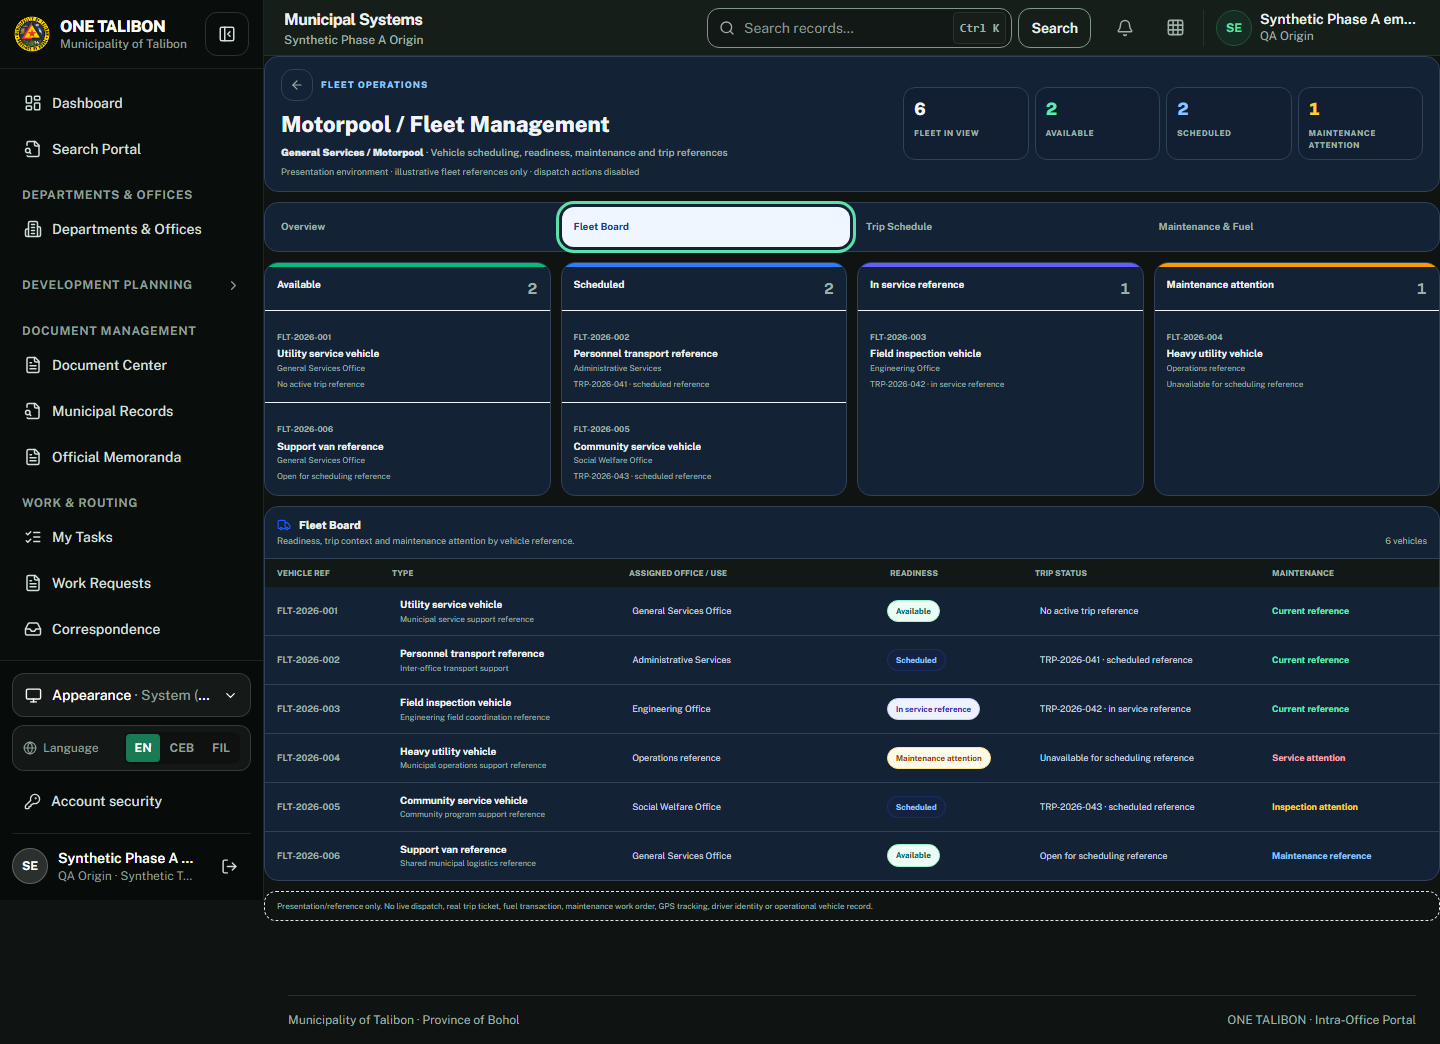 ONE TALIBON
Municipality of Talibon
Dashboard
Search Portal
DEPARTMENTS & OFFICES
Departments & Offices
DEVELOPMENT PLANNING
DOCUMENT MANAGEMENT
Document Center
Municipal Records
Official Memoranda
WORK & ROUTING
My Tasks
Work Requests
Correspondence
Appearance · System (...
Language EN CEB FIL
Account security
SE Synthetic Phase A ...
QA Origin · Synthetic T...
Municipal Systems
Synthetic Phase A Origin
Search records... Ctrl K Search
SE Synthetic Phase A em...
QA Origin
FLEET OPERATIONS
Motorpool / Fleet Management
General Services / Motorpool · Vehicle scheduling, readiness, maintenance and trip references
Presentation environment · illustrative fleet references only · dispatch actions disabled
6
FLEET IN VIEW
2
AVAILABLE
2
SCHEDULED
1
MAINTENANCE
ATTENTION
Overview Fleet Board Trip Schedule Maintenance & Fuel
Available 2
FLT-2026-001
Utility service vehicle
General Services Office
No active trip reference
FLT-2026-006
Support van reference
General Services Office
Open for scheduling reference
Scheduled 2
FLT-2026-002
Personnel transport reference
Administrative Services
TRP-2026-041 · scheduled reference
FLT-2026-005
Community service vehicle
Social Welfare Office
TRP-2026-043 · scheduled reference
In service reference 1
FLT-2026-003
Field inspection vehicle
Engineering Office
TRP-2026-042 · in service reference
Maintenance attention 1
FLT-2026-004
Heavy utility vehicle
Operations reference
Unavailable for scheduling reference
Fleet Board
Readiness, trip context and maintenance attention by vehicle reference. 6 vehicles
VEHICLE REF TYPE ASSIGNED OFFICE / USE READINESS TRIP STATUS MAINTENANCE
FLT-2026-001 Utility service vehicle General Services Office Available No active trip reference Current reference
Municipal service support reference
FLT-2026-002 Personnel transport reference Administrative Services Scheduled TRP-2026-041 · scheduled reference Current reference
Inter-office transport support
FLT-2026-003 Field inspection vehicle Engineering Office In service reference TRP-2026-042 · in service reference Current reference
Engineering field coordination reference
FLT-2026-004 Heavy utility vehicle Operations reference Maintenance attention Unavailable for scheduling reference Service attention
Municipal operations support reference
FLT-2026-005 Community service vehicle Social Welfare Office Scheduled TRP-2026-043 · scheduled reference Inspection attention
Community program support reference
FLT-2026-006 Support van reference General Services Office Available Open for scheduling reference Maintenance reference
Shared municipal logistics reference
Presentation/reference only. No live dispatch, real trip ticket, fuel transaction, maintenance work order, GPS tracking, driver identity or operational vehicle record.
Municipality of Talibon · Province of Bohol ONE TALIBON · Intra-Office Portal